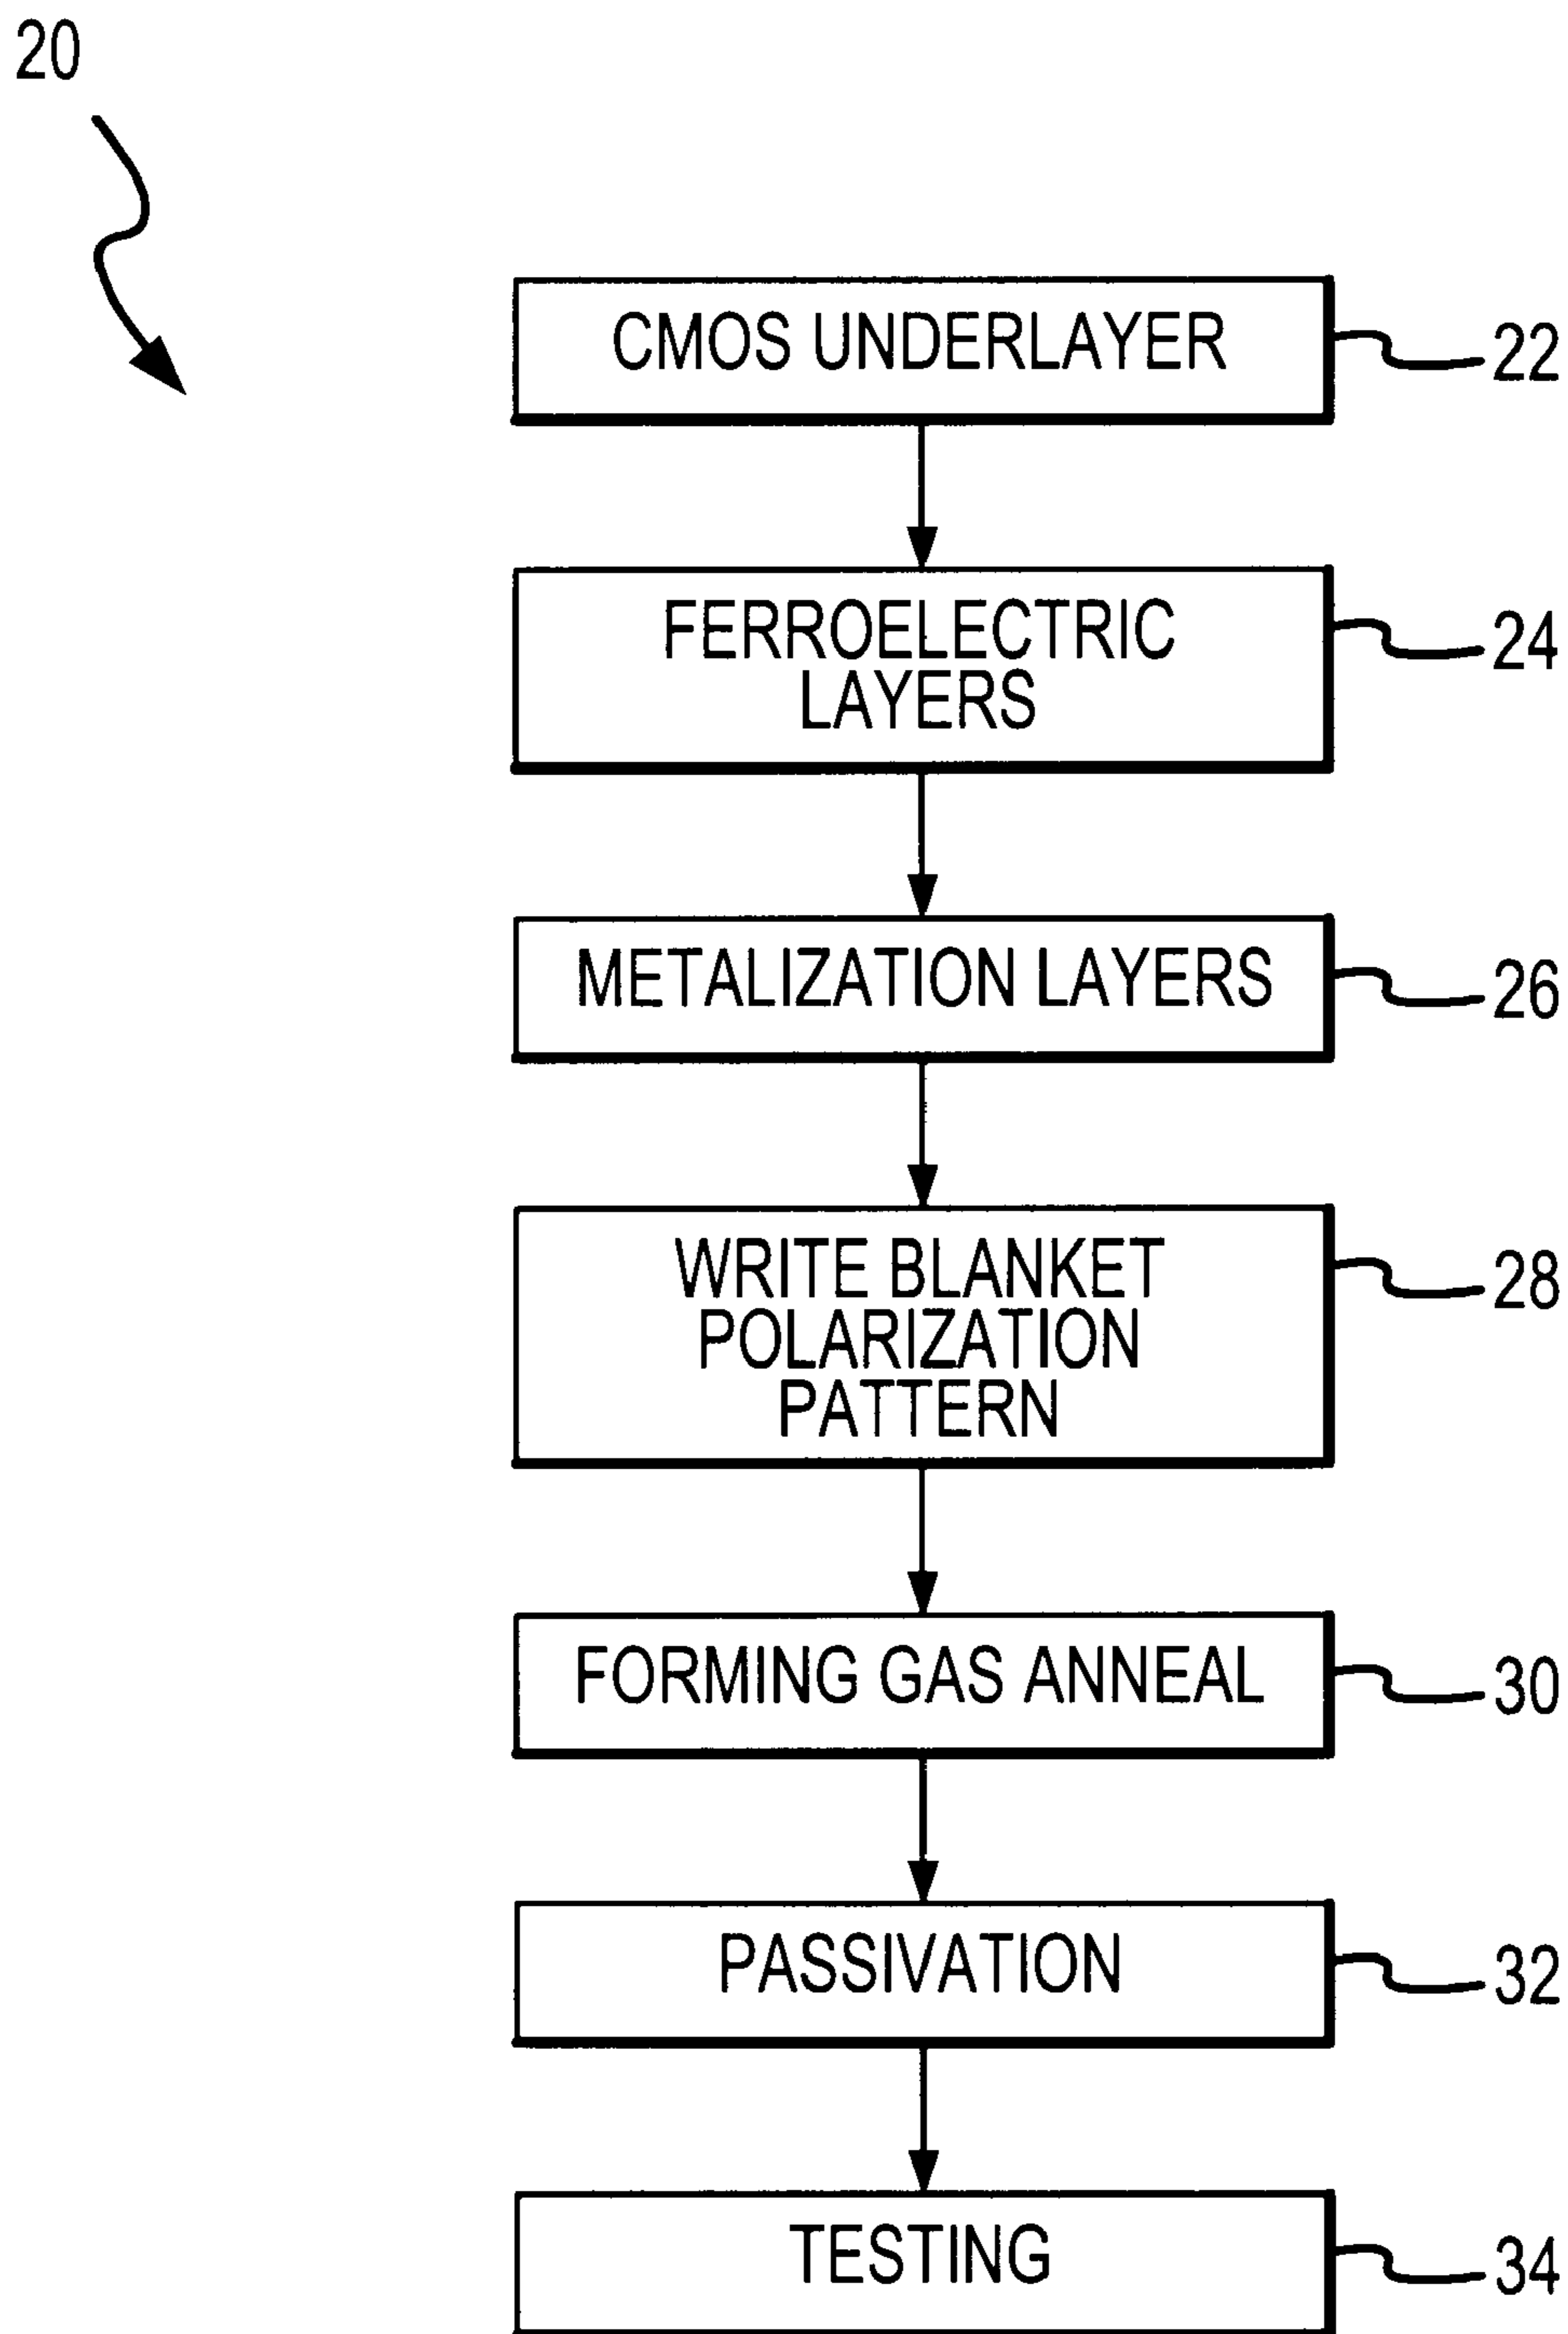 20
CMOS UNDERLAYER
22
FERROELECTRIC
LAYERS
24
METALIZATION LAYERS
26
WRITE BLANKET
POLARIZATION
PATTERN
28
FORMING GAS ANNEAL
30
PASSIVATION
32
TESTING
34